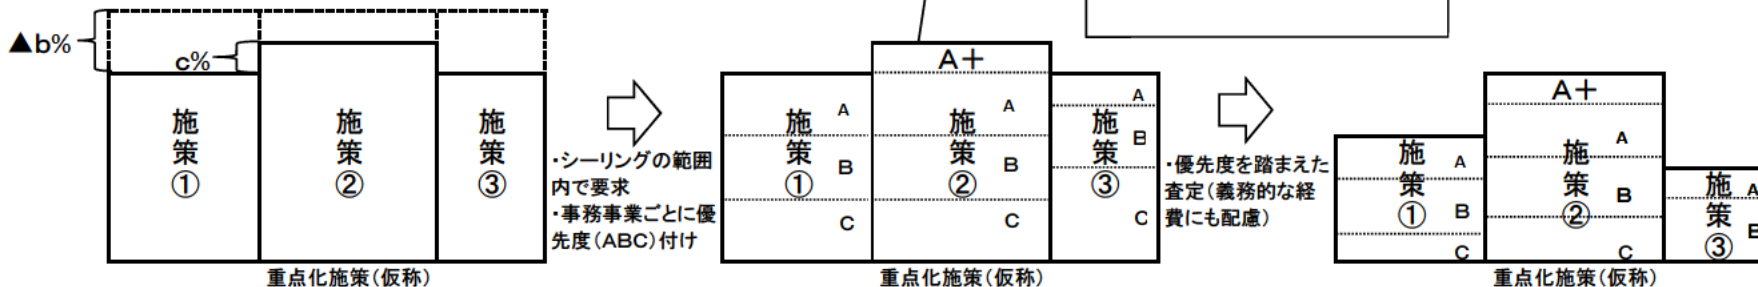 ▲b%
c%
施策①
施策②
施策③
重点化施策(仮称)
・シーリングの範囲
内で要求
・事務事業ごとに優
先度(ABC)付け
A+
施策①
A
B
C
施策②
A
B
C
施策③
A
B
C
重点化施策(仮称)
・優先度を踏まえた
査定(義務的な経
費にも配慮)
A+
施策①
A
B
C
施策②
A
B
C
施策③
A
B
重点化施策(仮称)